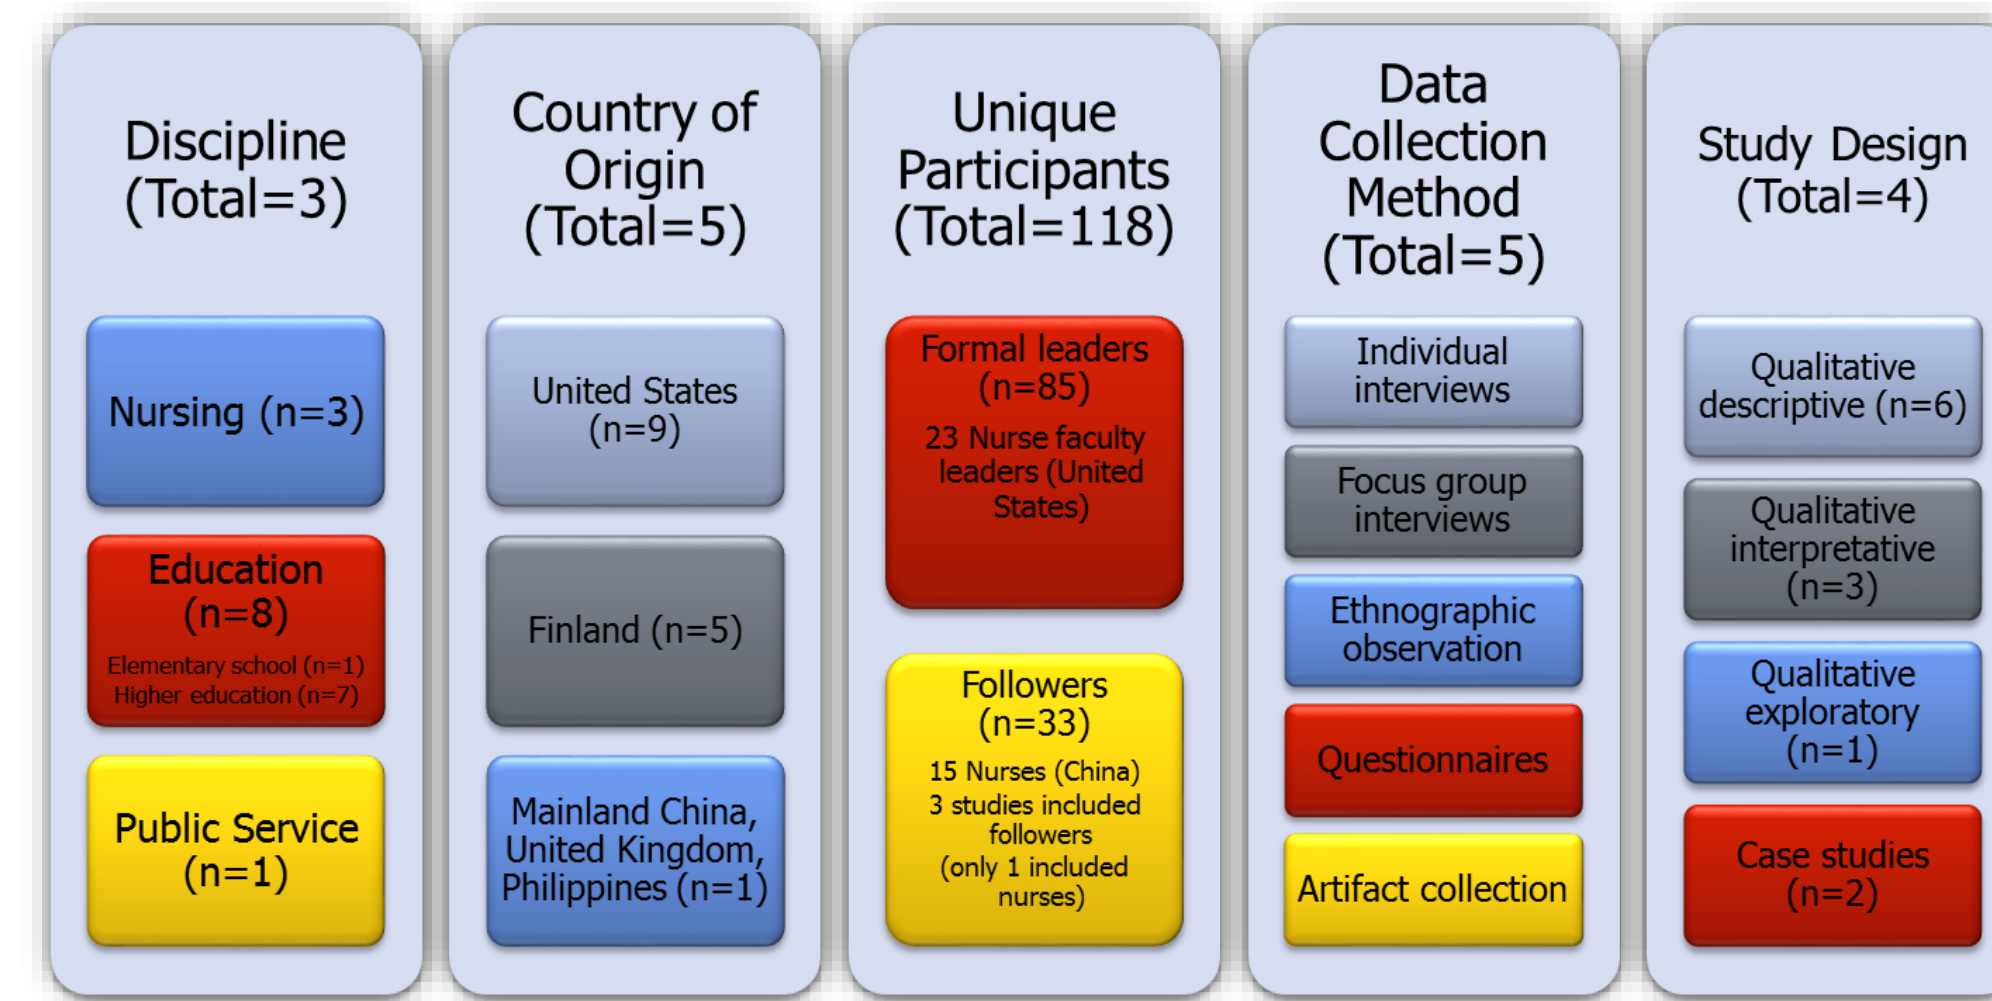 Discipline
(Total=3)
Nursing (n=3)
Education
(n=8)
Elementary school (n=1)
Higher education (n=7)
Public Service
(n=1)
Country of
Origin
(Total=5)
United States
(n=9)
Finland (n=5)
Mainland China,
United Kingdom,
Philippines (n=1)
Unique
Participants
(Total=118)
Formal leaders
(n=85)
23 Nurse faculty
leaders (United
States)
Followers
(n=33)
15 Nurses (China)
3 studies included
followers
(only 1 included
nurses)
Data
Collection
Method
(Total=5)
Individual
interviews
Focus group
interviews
Ethnographic
observation
Questionnaires
Artifact collection
Study Design
(Total=4)
Qualitative
descriptive (n=6)
Qualitative
interpretative
(n=3)
Qualitative
exploratory
(n=1)
Case studies
(n=2)